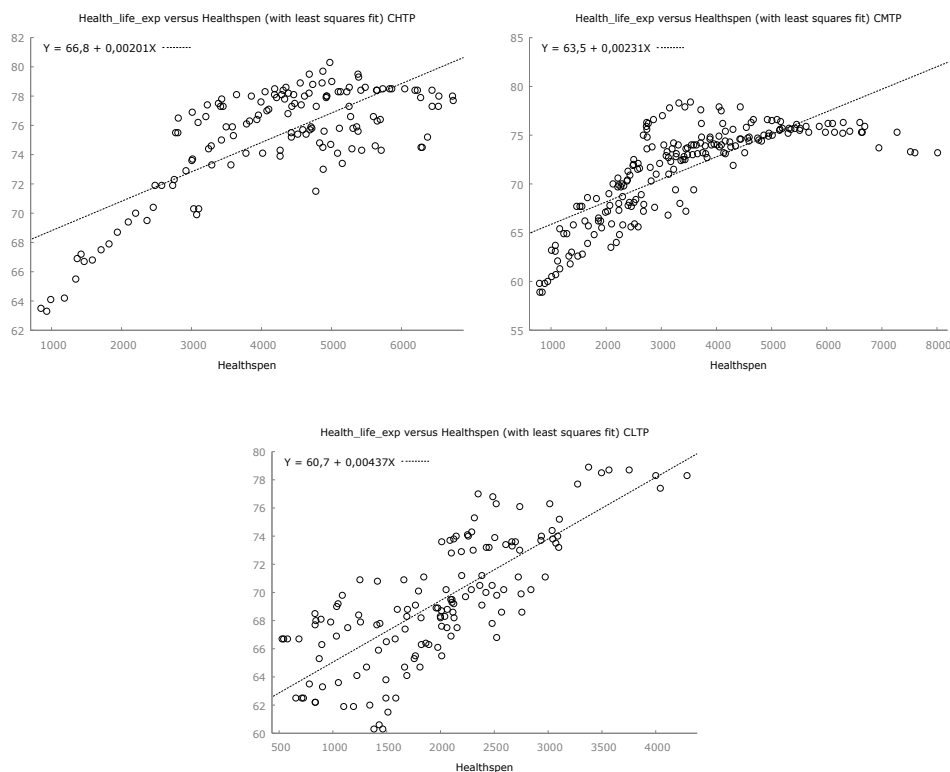 Health_life_exp versus Healthspen (with least squares fit) CHTP
82
80
78
76
74
72
70
68
66
64
62
Y = 66,8 + 0,00201X
1000 2000 3000 4000 5000 6000
Healthspen
Health_life_exp versus Healthspen (with least squares fit) CMTP
85
80
75
70
65
60
55
Y = 63,5 + 0,00231X
1000 2000 3000 4000 5000 6000 7000 8000
Healthspen
Health_life_exp versus Healthspen (with least squares fit) CLTP
80
78
76
74
72
70
68
66
64
62
60
Y = 60,7 + 0,00437X
500 1000 1500 2000 2500 3000 3500 4000
Healthspen